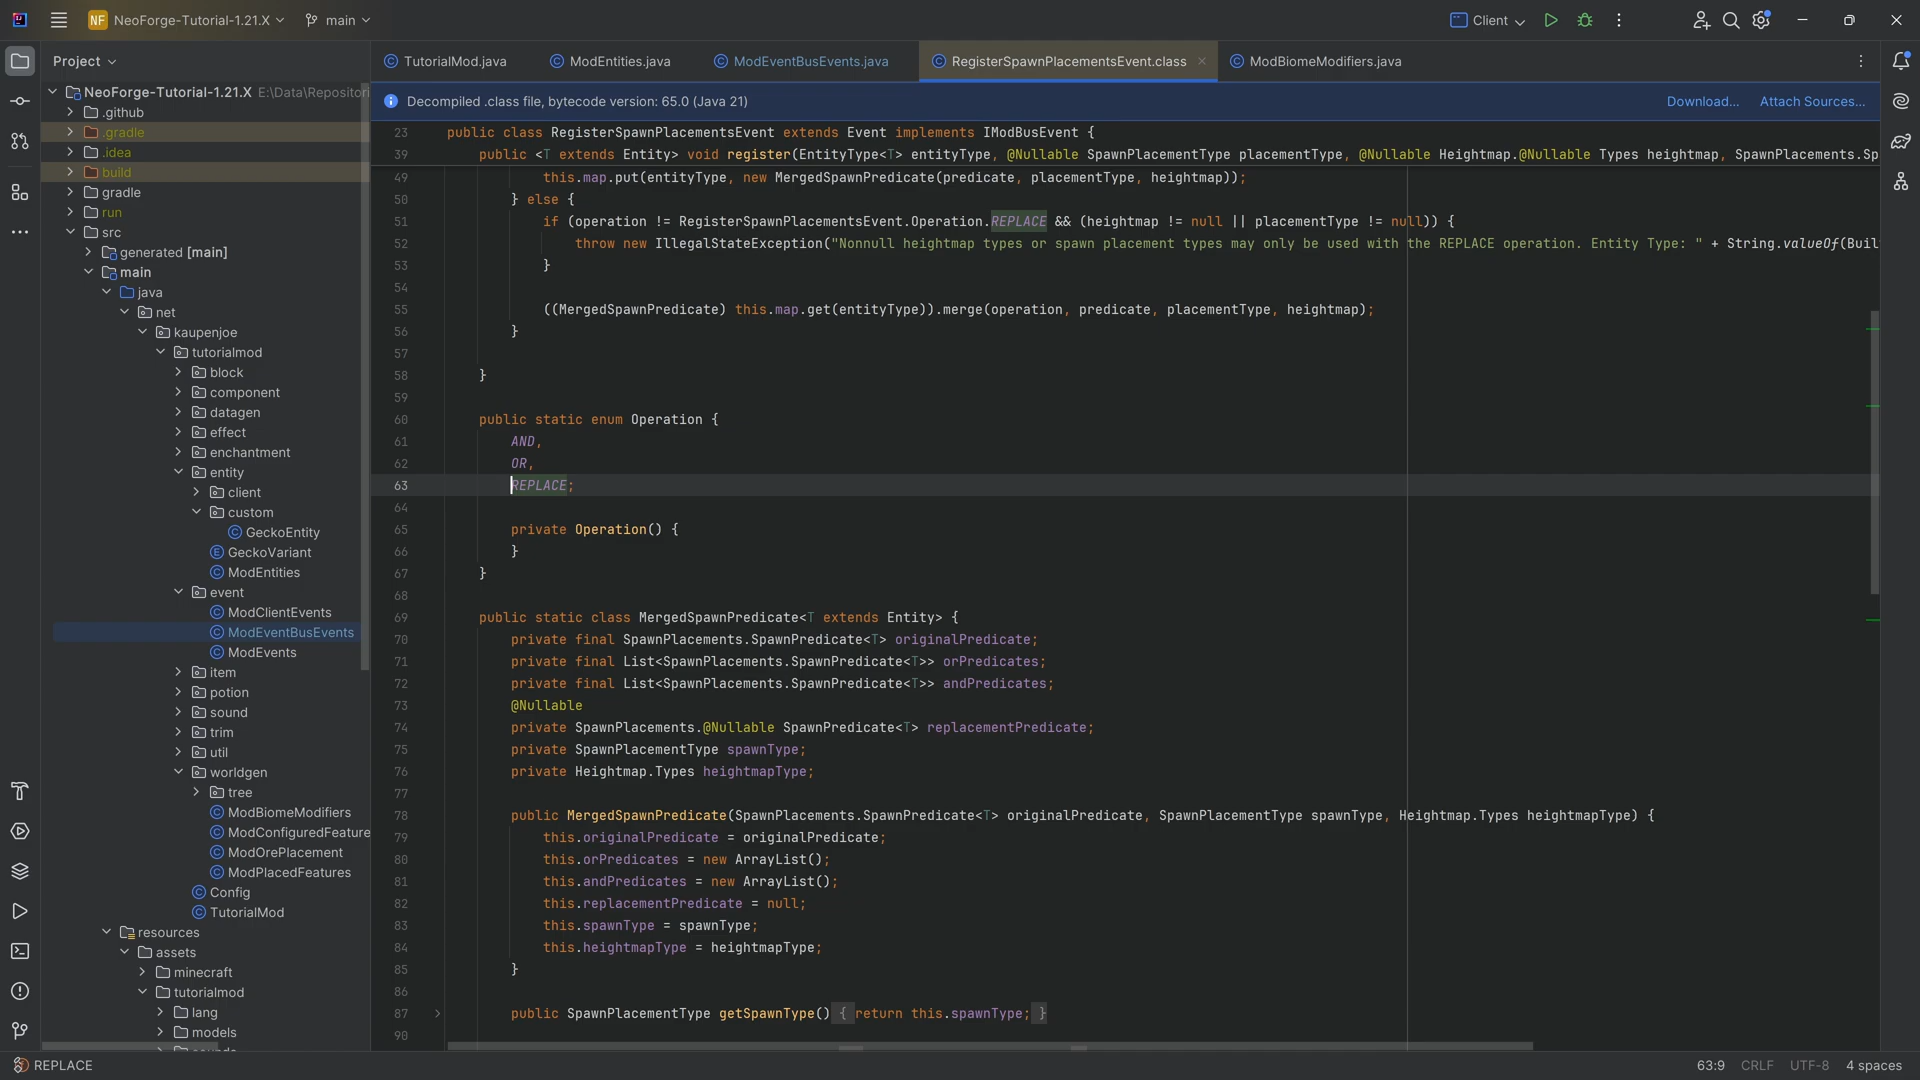 NF NeoForge-Tutorial-1.21.X main Client
Project
TutorialMod.java ModEntities.java ModEventBusEvents.java RegisterSpawnPlacementsEvent.class ModBiomeModifiers.java
Decompiled .class file, bytecode version: 65.0 (Java 21) Download... Attach Sources...
NeoForge-Tutorial-1.21.X E:\Data\Repositori
.github
.gradle
.idea
build
gradle
run
src
generated [main]
main
java
net
kaupenjoe
tutorialmod
block
component
datagen
effect
enchantment
entity
client
custom
GeckoEntity
GeckoVariant
ModEntities
event
ModClientEvents
ModEventBusEvents
ModEvents
item
potion
sound
trim
util
worldgen
tree
ModBiomeModifiers
ModConfiguredFeature
ModOrePlacement
ModPlacedFeatures
Config
TutorialMod
resources
assets
minecraft
tutorialmod
lang
models
23 public class RegisterSpawnPlacementsEvent extends Event implements IModBusEvent {
39 public <T extends Entity> void register(EntityType<T> entityType, @Nullable SpawnPlacementType placementType, @Nullable Heightmap.@Nullable Types heightmap, SpawnPlacements.Sp
49 this.map.put(entityType, new MergedSpawnPredicate(predicate, placementType, heightmap));
50 } else {
51 if (operation != RegisterSpawnPlacementsEvent.Operation.REPLACE && (heightmap != null || placementType != null)) {
52 throw new IllegalStateException("Nonnull heightmap types or spawn placement types may only be used with the REPLACE operation. Entity Type: " + String.valueOf(Buil
53 }
54
55 ((MergedSpawnPredicate) this.map.get(entityType)).merge(operation, predicate, placementType, heightmap);
56 }
57
58 }
59
60 public static enum Operation {
61 AND,
62 OR,
63 REPLACE;
64
65 private Operation() {
66 }
67 }
68
69 public static class MergedSpawnPredicate<T extends Entity> {
70 private final SpawnPlacements.SpawnPredicate<T> originalPredicate;
71 private final List<SpawnPlacements.SpawnPredicate<T>> orPredicates;
72 private final List<SpawnPlacements.SpawnPredicate<T>> andPredicates;
73 @Nullable
74 private SpawnPlacements.@Nullable SpawnPredicate<T> replacementPredicate;
75 private SpawnPlacementType spawnType;
76 private Heightmap.Types heightmapType;
77
78 public MergedSpawnPredicate(SpawnPlacements.SpawnPredicate<T> originalPredicate, SpawnPlacementType spawnType, Heightmap.Types heightmapType) {
79 this.originalPredicate = originalPredicate;
80 this.orPredicates = new ArrayList();
81 this.andPredicates = new ArrayList();
82 this.replacementPredicate = null;
83 this.spawnType = spawnType;
84 this.heightmapType = heightmapType;
85 }
86
87 public SpawnPlacementType getSpawnType() { return this.spawnType; }
90
REPLACE 63:9 CRLF UTF-8 4 spaces